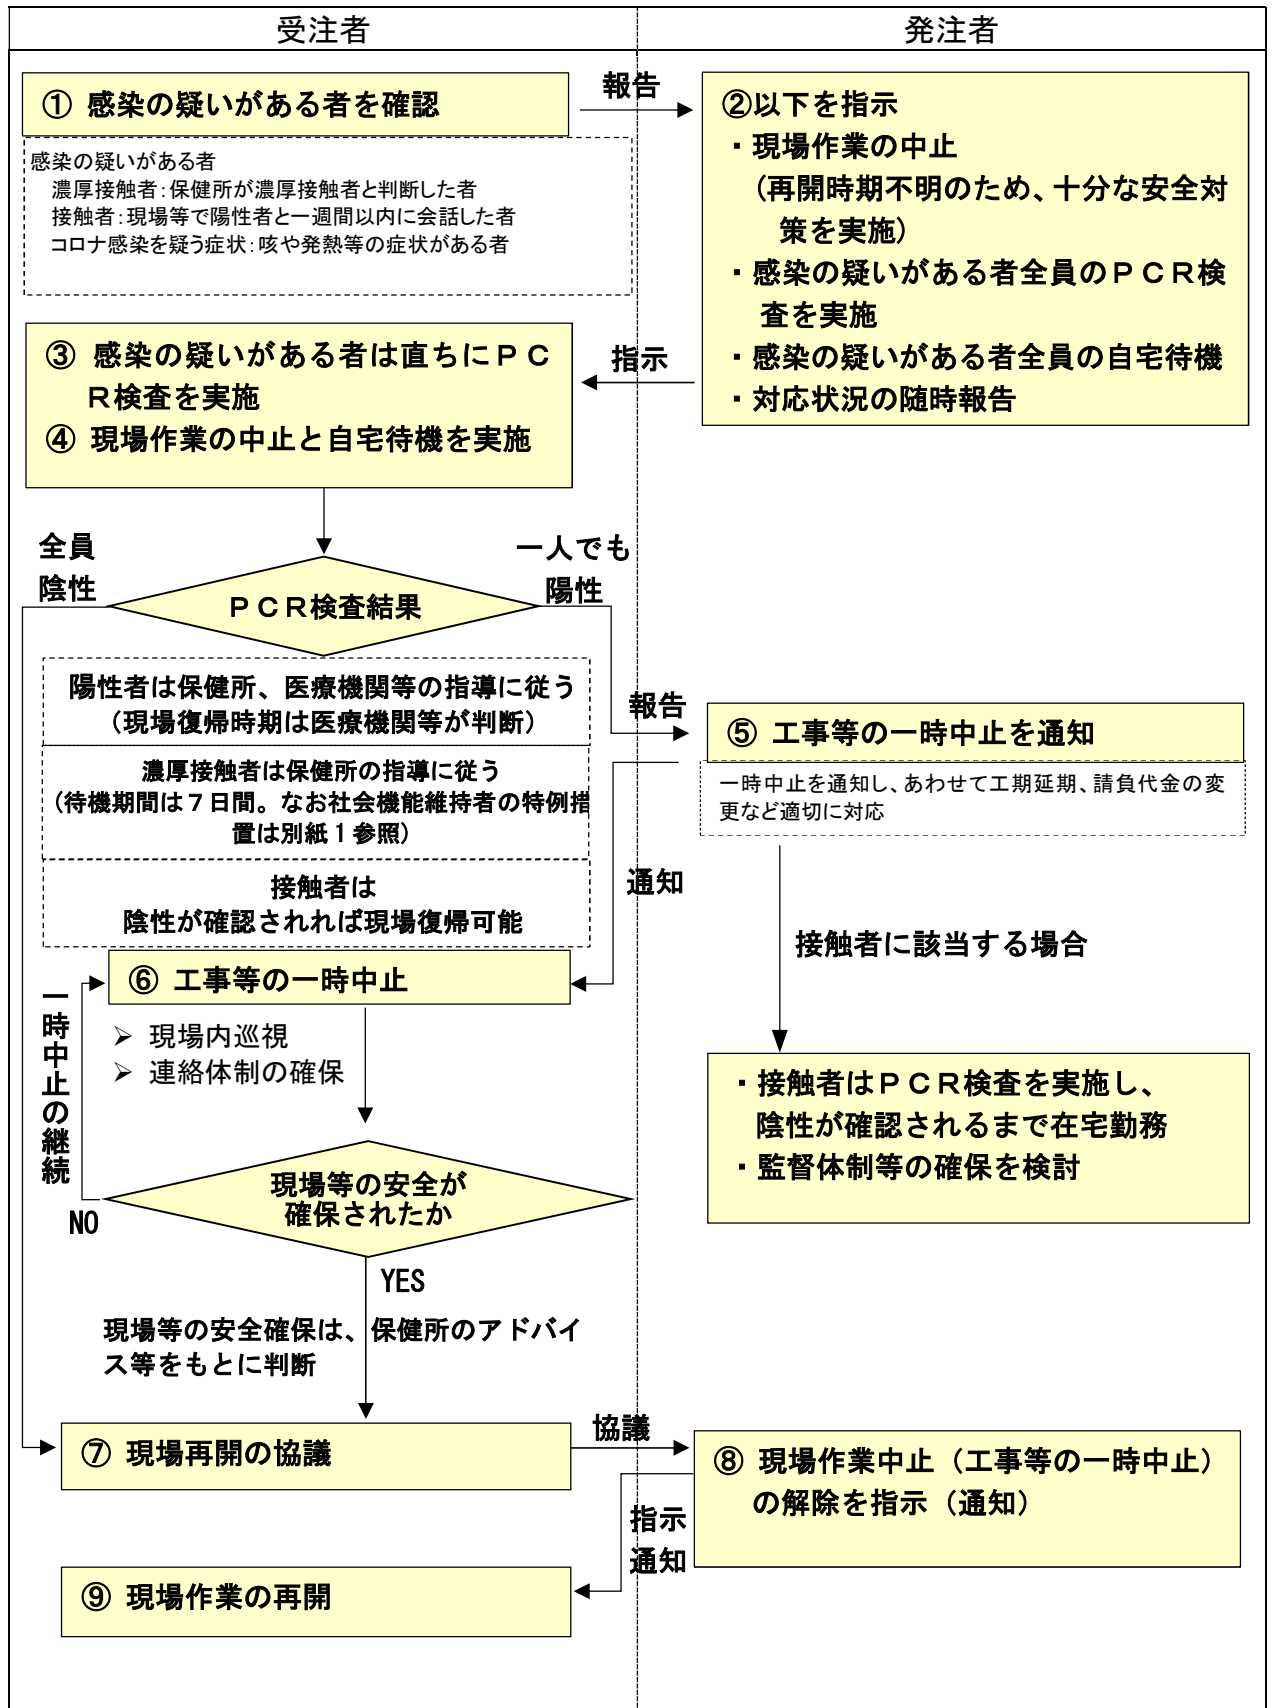 受注者
発注者
① 感染の疑いがある者を確認
報告
②以下を指示
・現場作業の中止
(再開時期不明のため、十分な安全対
策を実施)
・感染の疑いがある者全員のＰＣＲ検
査を実施
・感染の疑いがある者全員の自宅待機
・対応状況の随時報告
感染の疑いがある者
濃厚接触者：保健所が濃厚接触者と判断した者
接触者：現場等で陽性者と一週間以内に会話した者
コロナ感染を疑う症状：咳や発熱等の症状がある者
指示
③ 感染の疑いがある者は直ちにＰＣ
Ｒ検査を実施
④ 現場作業の中止と自宅待機を実施
全員
陰性
一人でも
陽性
ＰＣＲ検査結果
陽性者は保健所、医療機関等の指導に従う
（現場復帰時期は医療機関等が判断）
濃厚接触者は保健所の指導に従う
（待機期間は７日間。なお社会機能維持者の特例措
置は別紙１参照）
接触者は
陰性が確認されれば現場復帰可能
報告
⑤ 工事等の一時中止を通知
一時中止を通知し、あわせて工期延期、請負代金の変
更など適切に対応
通知
接触者に該当する場合
・接触者はＰＣＲ検査を実施し、
陰性が確認されるまで在宅勤務
・監督体制等の確保を検討
⑥ 工事等の一時中止
➢ 現場内巡視
➢ 連絡体制の確保
一時中止の継続
現場等の安全が
確保されたか
NO
YES
現場等の安全確保は、保健所のアドバイ
ス等をもとに判断
⑦ 現場再開の協議
協議
⑧ 現場作業中止（工事等の一時中止）
の解除を指示（通知）
指示
通知
⑨ 現場作業の再開